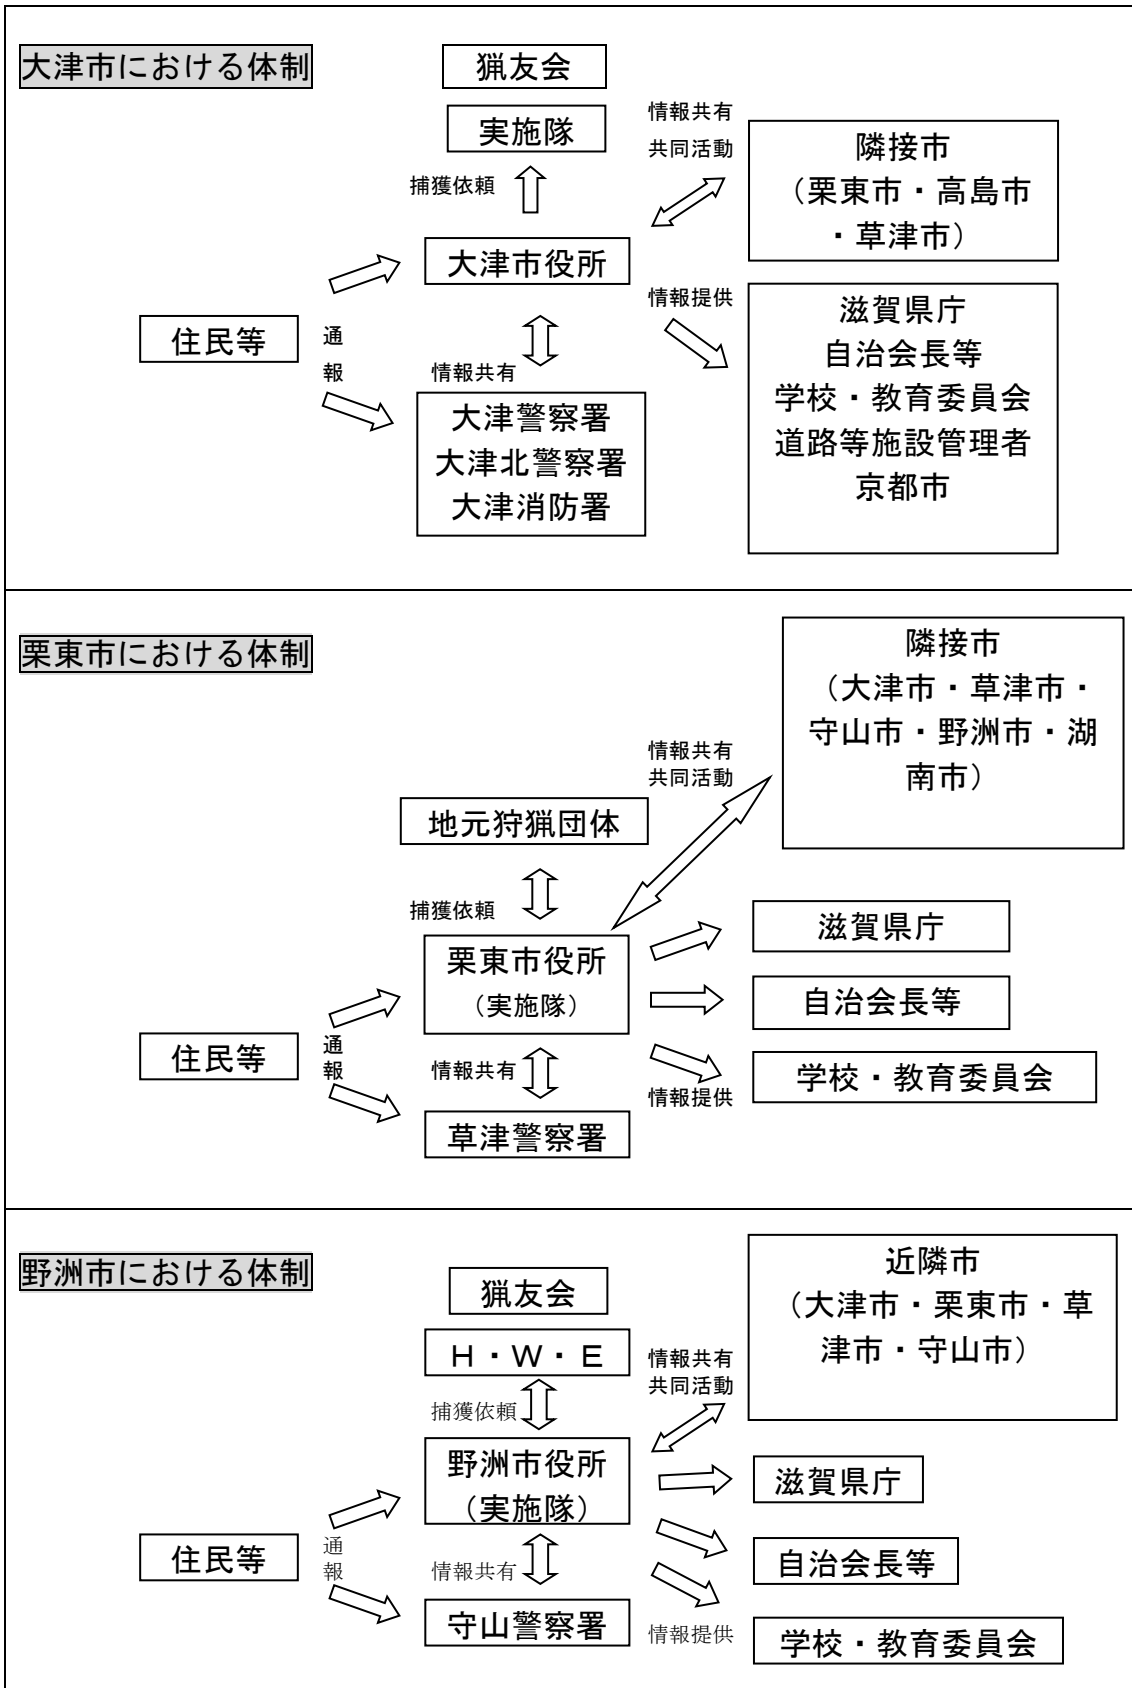 大津市における体制
猟友会
実施隊
情報共有
共同活動
隣接市
（栗東市・高島市
・草津市）
捕獲依頼
大津市役所
情報提供
滋賀県庁
自治会長等
学校・教育委員会
道路等施設管理者
京都市
住民等
通
報
情報共有
大津警察署
大津北警察署
大津消防署
栗東市における体制
隣接市
（大津市・草津市・
守山市・野洲市・湖
南市）
情報共有
共同活動
地元狩猟団体
捕獲依頼
栗東市役所
（実施隊）
滋賀県庁
自治会長等
学校・教育委員会
住民等
通
報
情報共有
情報提供
草津警察署
野洲市における体制
猟友会
Ｈ・Ｗ・Ｅ
情報共有
共同活動
近隣市
（大津市・栗東市・草
津市・守山市）
捕獲依頼
野洲市役所
（実施隊）
滋賀県庁
自治会長等
学校・教育委員会
住民等
通
報
情報共有
情報提供
守山警察署